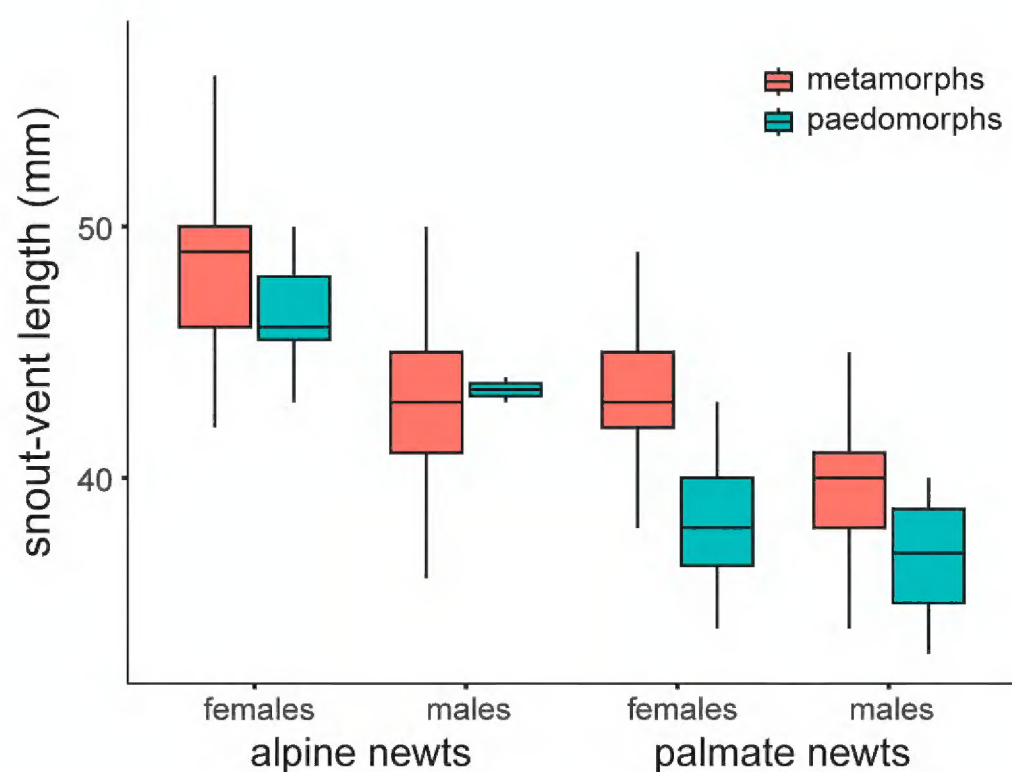 metamorphs
paedomorphs
snout-vent length (mm)
50
40
females males females males
alpine newts palmate newts